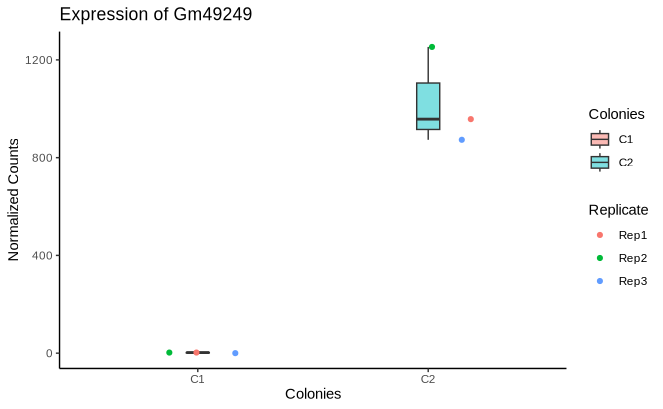 Expression of Gm49249
Normalized Counts
1200
800
400
0
C1
C2
Colonies
Colonies
C1
C2
Replicate
Rep1
Rep2
Rep3